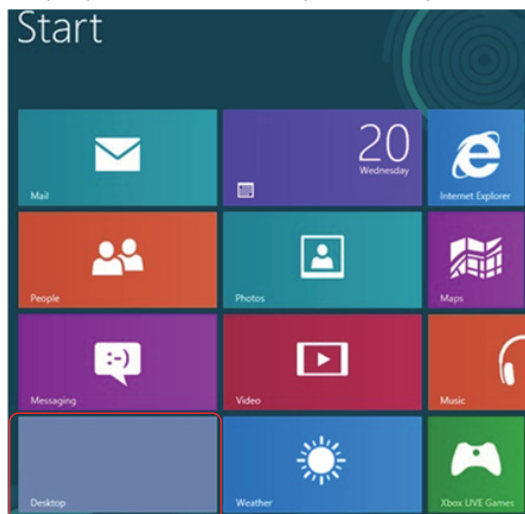 Start
20
Wednesday
Mail
Internet Explorer
People
Photos
Maps
:-)
Messaging
Video
Music
Desktop
Weather
Xbox LIVE Games